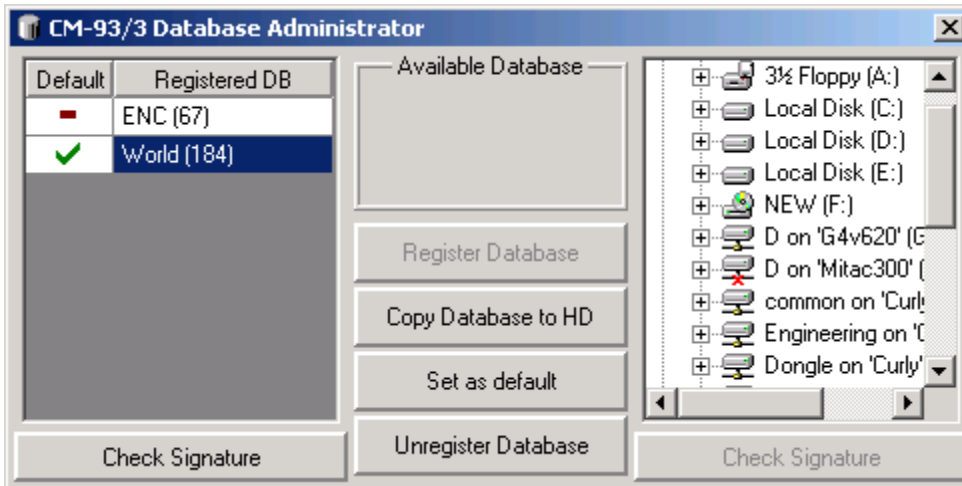 CM-93/3 Database Administrator
Default Registered DB
ENC (67)
World (184)
Check Signature
Available Database
Register Database
Copy Database to HD
Set as default
Unregister Database
3½ Floppy (A:)
Local Disk (C:)
Local Disk (D:)
Local Disk (E:)
NEW (F:)
D on 'G4v620' (G
D on 'Mitac300' (
common on 'Curly
Engineering on 'C
Dongle on 'Curly'
Check Signature